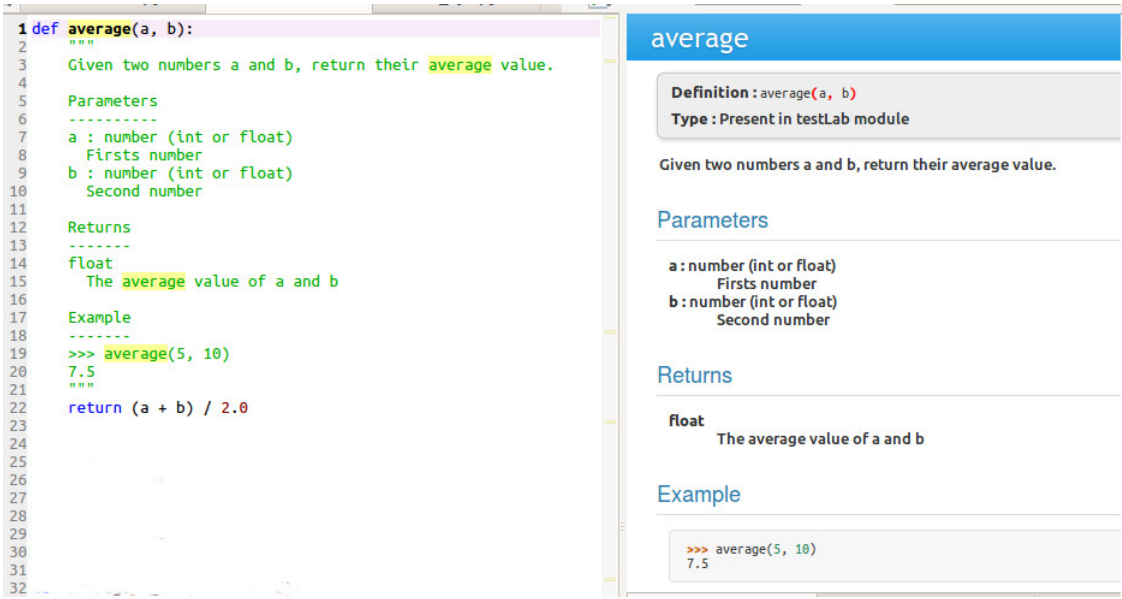 1 def average(a, b):
2 """
3 Given two numbers a and b, return their average value.
4
5 Parameters
6 ----------
7 a : number (int or float)
8 Firsts number
9 b : number (int or float)
10 Second number
11
12 Returns
13 -------
14 float
15 The average value of a and b
16
17 Example
18 -------
19 >>> average(5, 10)
20 7.5
21 """
22 return (a + b) / 2.0
23
24
25
26
27
28
29
30
31
32
average
Definition : average(a, b)
Type : Present in testLab module
Given two numbers a and b, return their average value.
Parameters
a : number (int or float)
Firsts number
b : number (int or float)
Second number
Returns
float
The average value of a and b
Example
>>> average(5, 10)
7.5